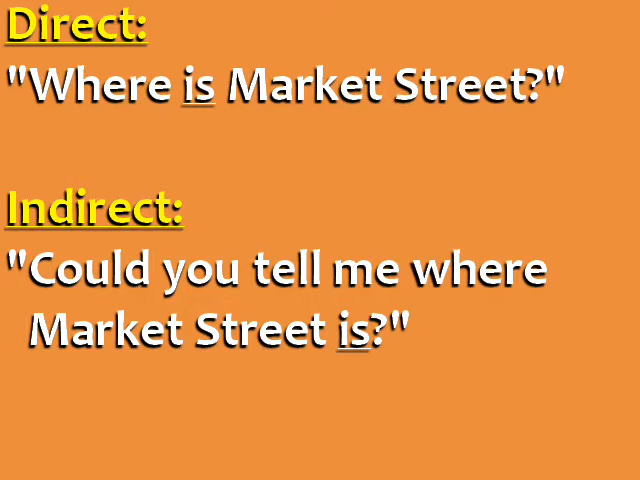 Direct:
"Where is Market Street?"
Indirect:
"Could you tell me where
Market Street is?"